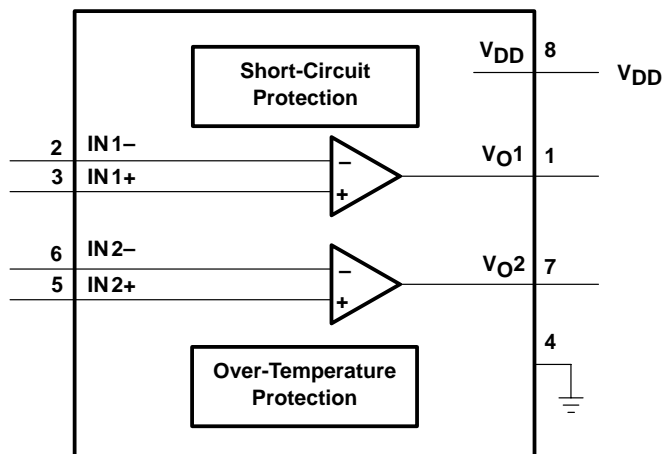 Short-Circuit
Protection
VDD 8
VDD
2 IN1–
3 IN1+
–
+
VO1 1
6 IN2–
5 IN2+
–
+
VO2 7
4
Over-Temperature
Protection